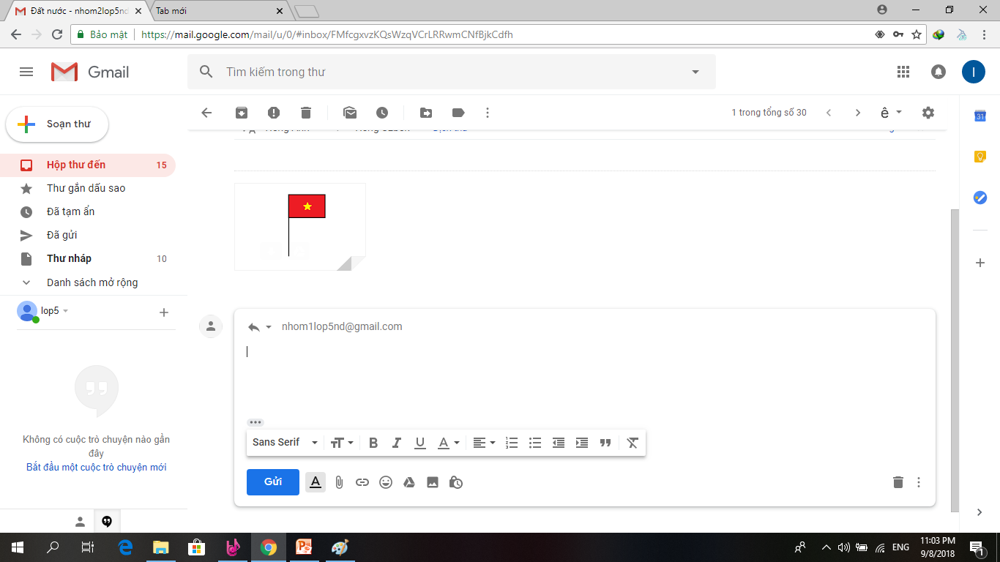 Đất nước - nhom2lop5nd
Tab mới
Bảo mật
https://mail.google.com/mail/u/0/#inbox/FMfcgxvzKQsWzqVCrLRRwmCNfBjkCdfh
Gmail
Tìm kiếm trong thư
I
Soạn thư
1 trong tổng số 30
ê
31
Hộp thư đến 15
Thư gắn dấu sao
Đã tạm ẩn
Đã gửi
Thư nháp 10
Danh sách mở rộng
lop5
nhom1lop5nd@gmail.com
Không có cuộc trò chuyện nào gần
đây
Bắt đầu một cuộc trò chuyện mới
Sans Serif
Gửi
ENG
11:03 PM
9/8/2018
1